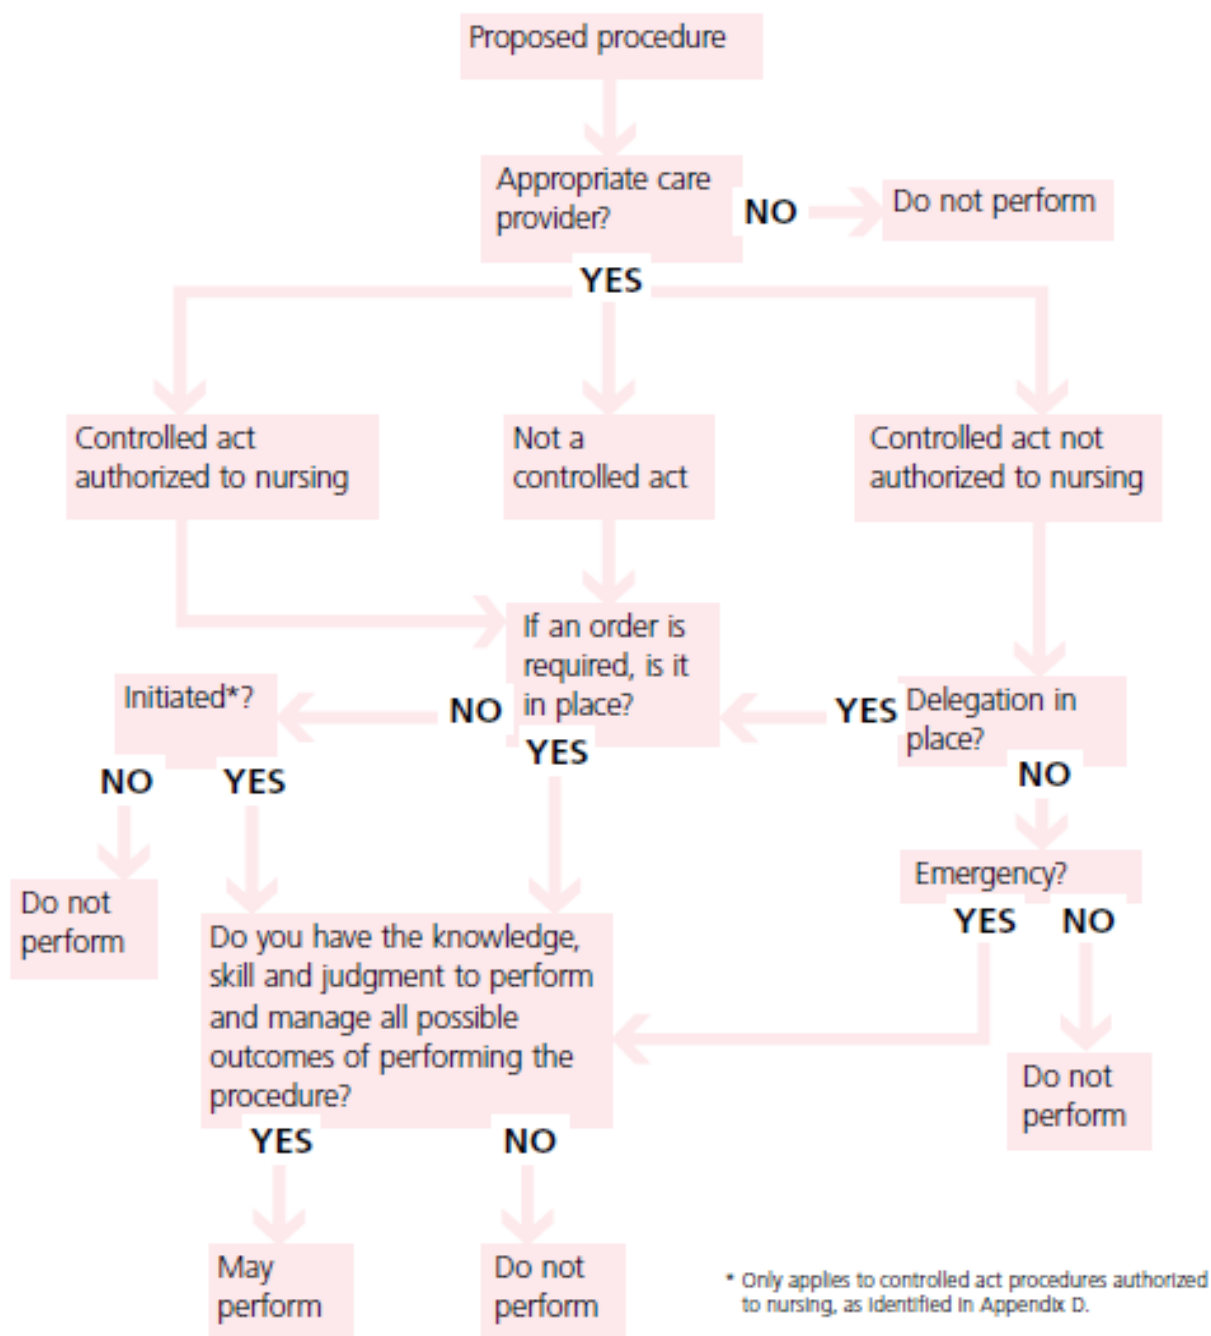 Proposed procedure
Appropriate care
provider?
NO
Do not perform
YES
Controlled act
authorized to nursing
Not a
controlled act
Controlled act not
authorized to nursing
If an order is
required, is it
in place?
NO
YES
Initiated*?
NO
YES
Do not
perform
Delegation in
place?
YES
NO
Emergency?
YES
NO
Do not
perform
Do you have the knowledge,
skill and judgment to perform
and manage all possible
outcomes of performing the
procedure?
YES
NO
May
perform
Do not
perform
* Only applies to controlled act procedures authorized
to nursing, as identified in Appendix D.